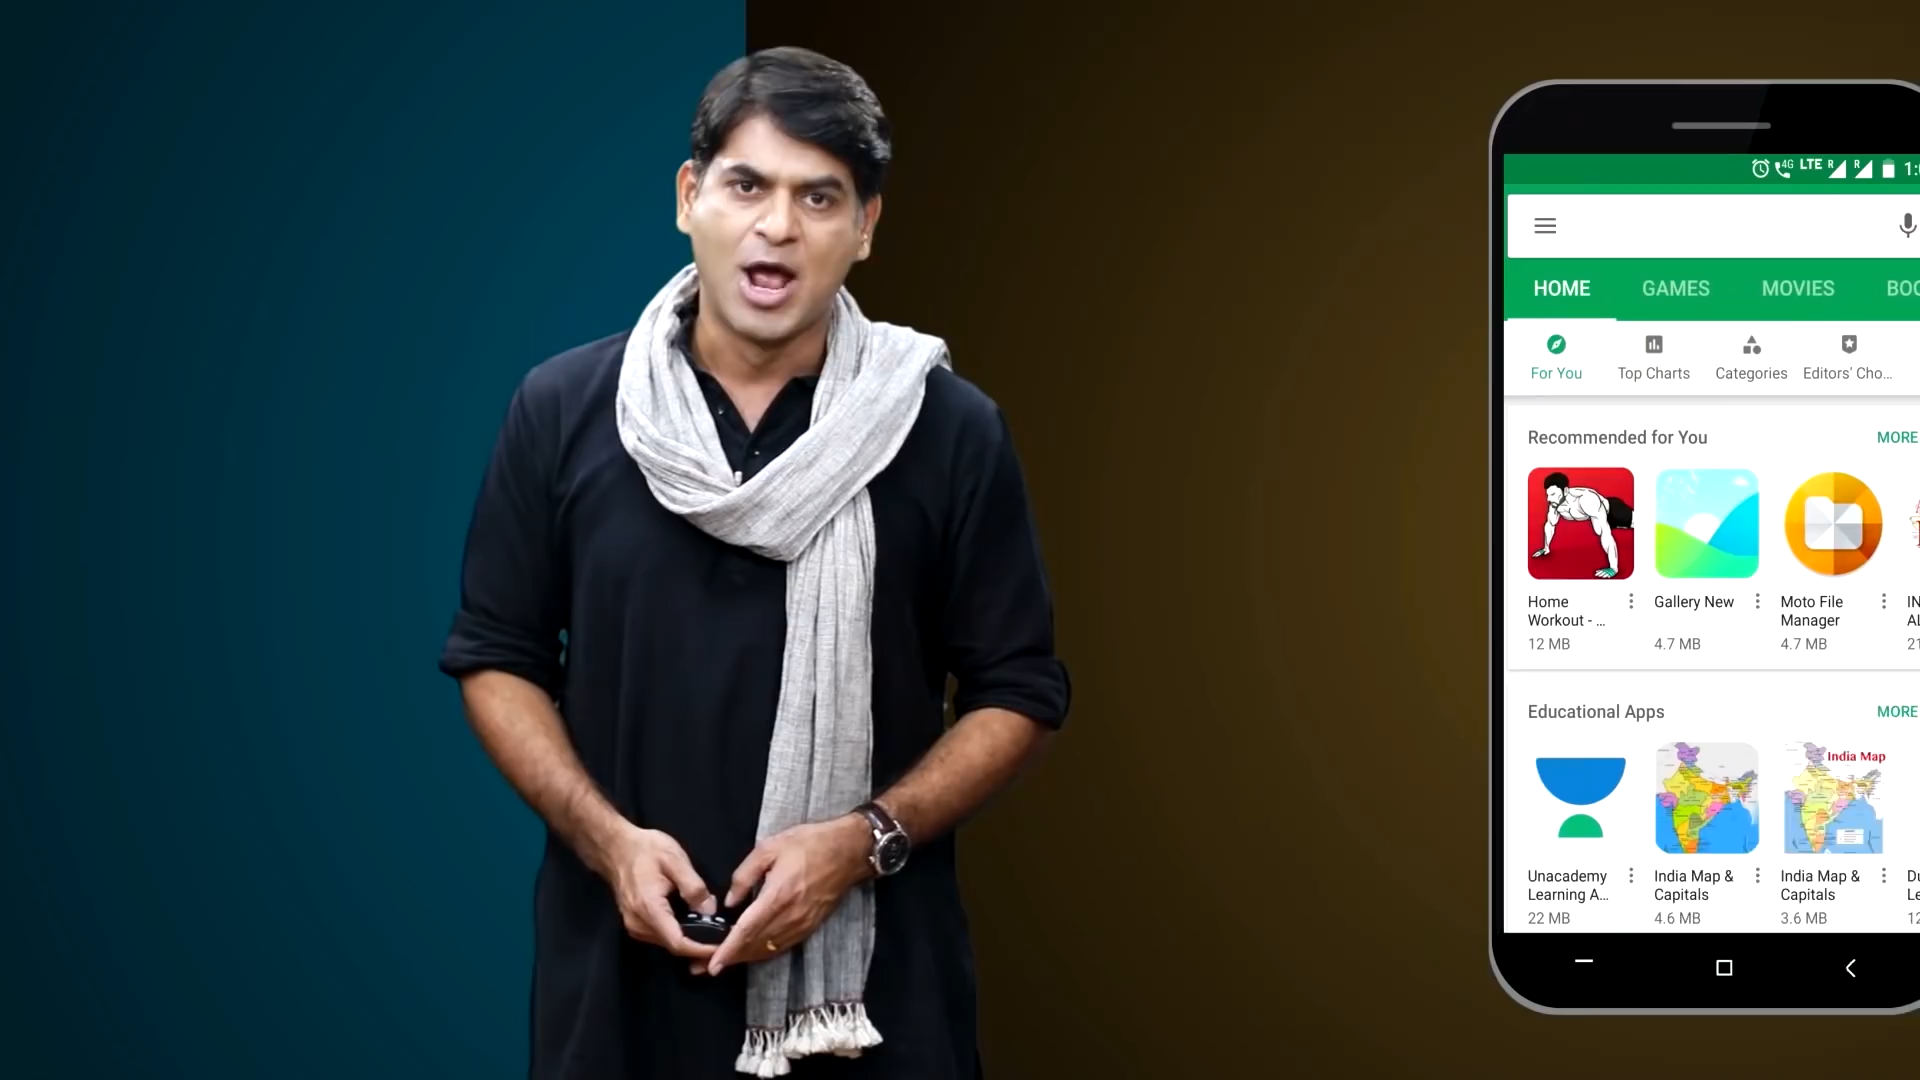 4G LTE R R
HOME GAMES MOVIES
For You Top Charts Categories Editors' Cho...
Recommended for You MORE
Home Workout - ...
12 MB
Gallery New
4.7 MB
Moto File Manager
4.7 MB
Educational Apps MORE
India Map
Unacademy Learning A...
22 MB
India Map & Capitals
4.6 MB
India Map & Capitals
3.6 MB